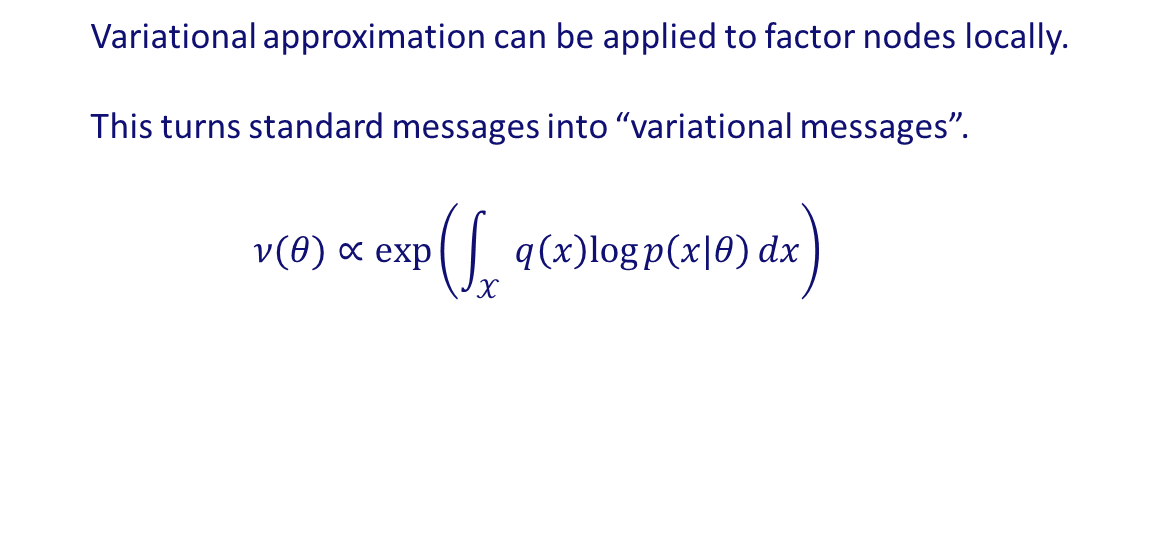 Variational approximation can be applied to factor nodes locally.
This turns standard messages into “variational messages”.
ν(θ) ∝ exp(∫_𝒳 q(x)log p(x|θ) dx)